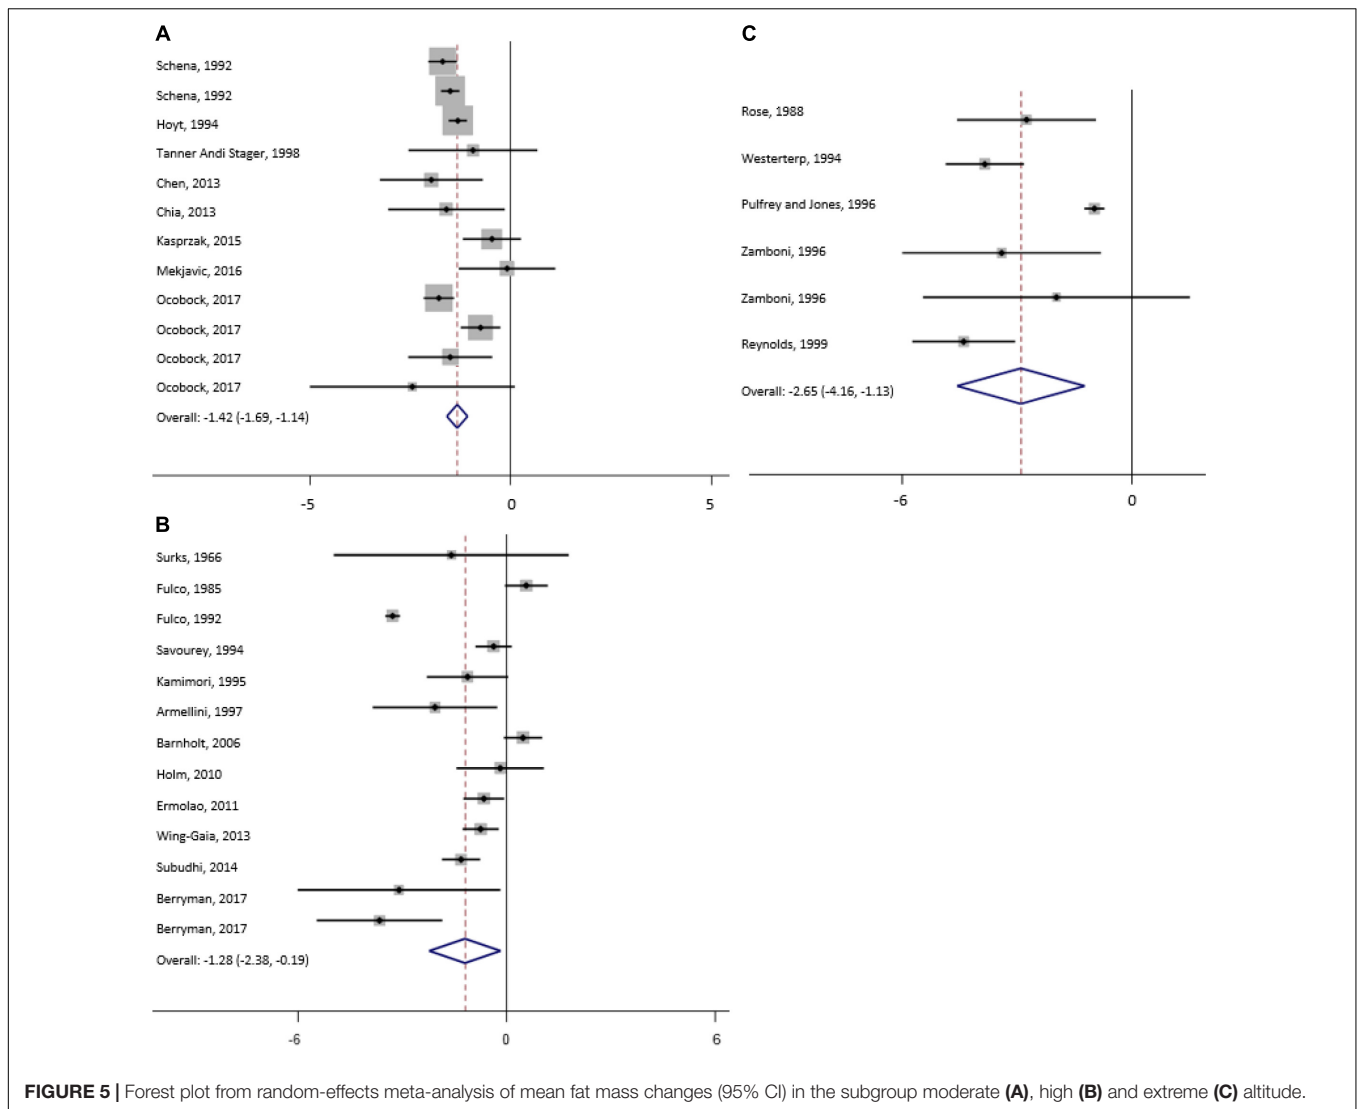 A
Schena, 1992
Schena, 1992
Hoyt, 1994
Tanner Andi Stager, 1998
Chen, 2013
Chia, 2013
Kasprzak, 2015
Mekjavic, 2016
Ocobock, 2017
Ocobock, 2017
Ocobock, 2017
Ocobock, 2017
Overall: -1.42 (-1.69, -1.14)
-5 0 5
C
Rose, 1988
Westerterp, 1994
Pulfrey and Jones, 1996
Zamboni, 1996
Zamboni, 1996
Reynolds, 1999
Overall: -2.65 (-4.16, -1.13)
-6 0
B
Surks, 1966
Fulco, 1985
Fulco, 1992
Savourey, 1994
Kamimori, 1995
Armellini, 1997
Barnholt, 2006
Holm, 2010
Ermolao, 2011
Wing-Gaia, 2013
Subudhi, 2014
Berryman, 2017
Berryman, 2017
Overall: -1.28 (-2.38, -0.19)
-6 0 6
FIGURE 5 | Forest plot from random-effects meta-analysis of mean fat mass changes (95% CI) in the subgroup moderate (A), high (B) and extreme (C) altitude.